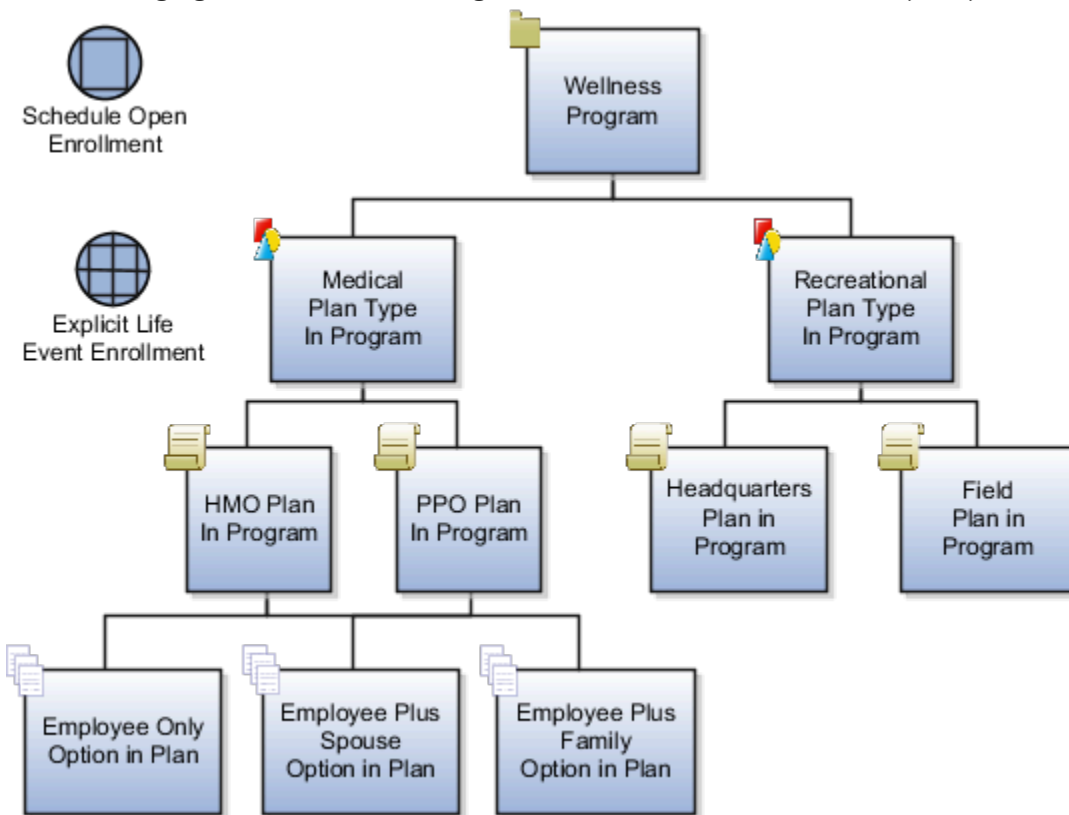 Wellness
Program
Schedule Open
Enrollment
Medical
Plan Type
In Program
Recreational
Plan Type
In Program
Explicit Life
Event Enrollment
HMO Plan
In Program
PPO Plan
In Program
Headquarters
Plan in
Program
Field
Plan in
Program
Employee Only
Option in Plan
Employee Plus
Spouse
Option in Plan
Employee Plus
Family
Option in Plan